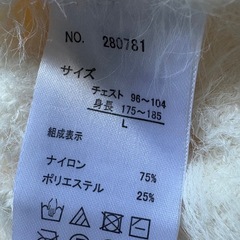 NO. 280781
サイズ
チェスト 96～104
身長 175～185
L
組成表示
ナイロン 75%
ポリエステル 25%